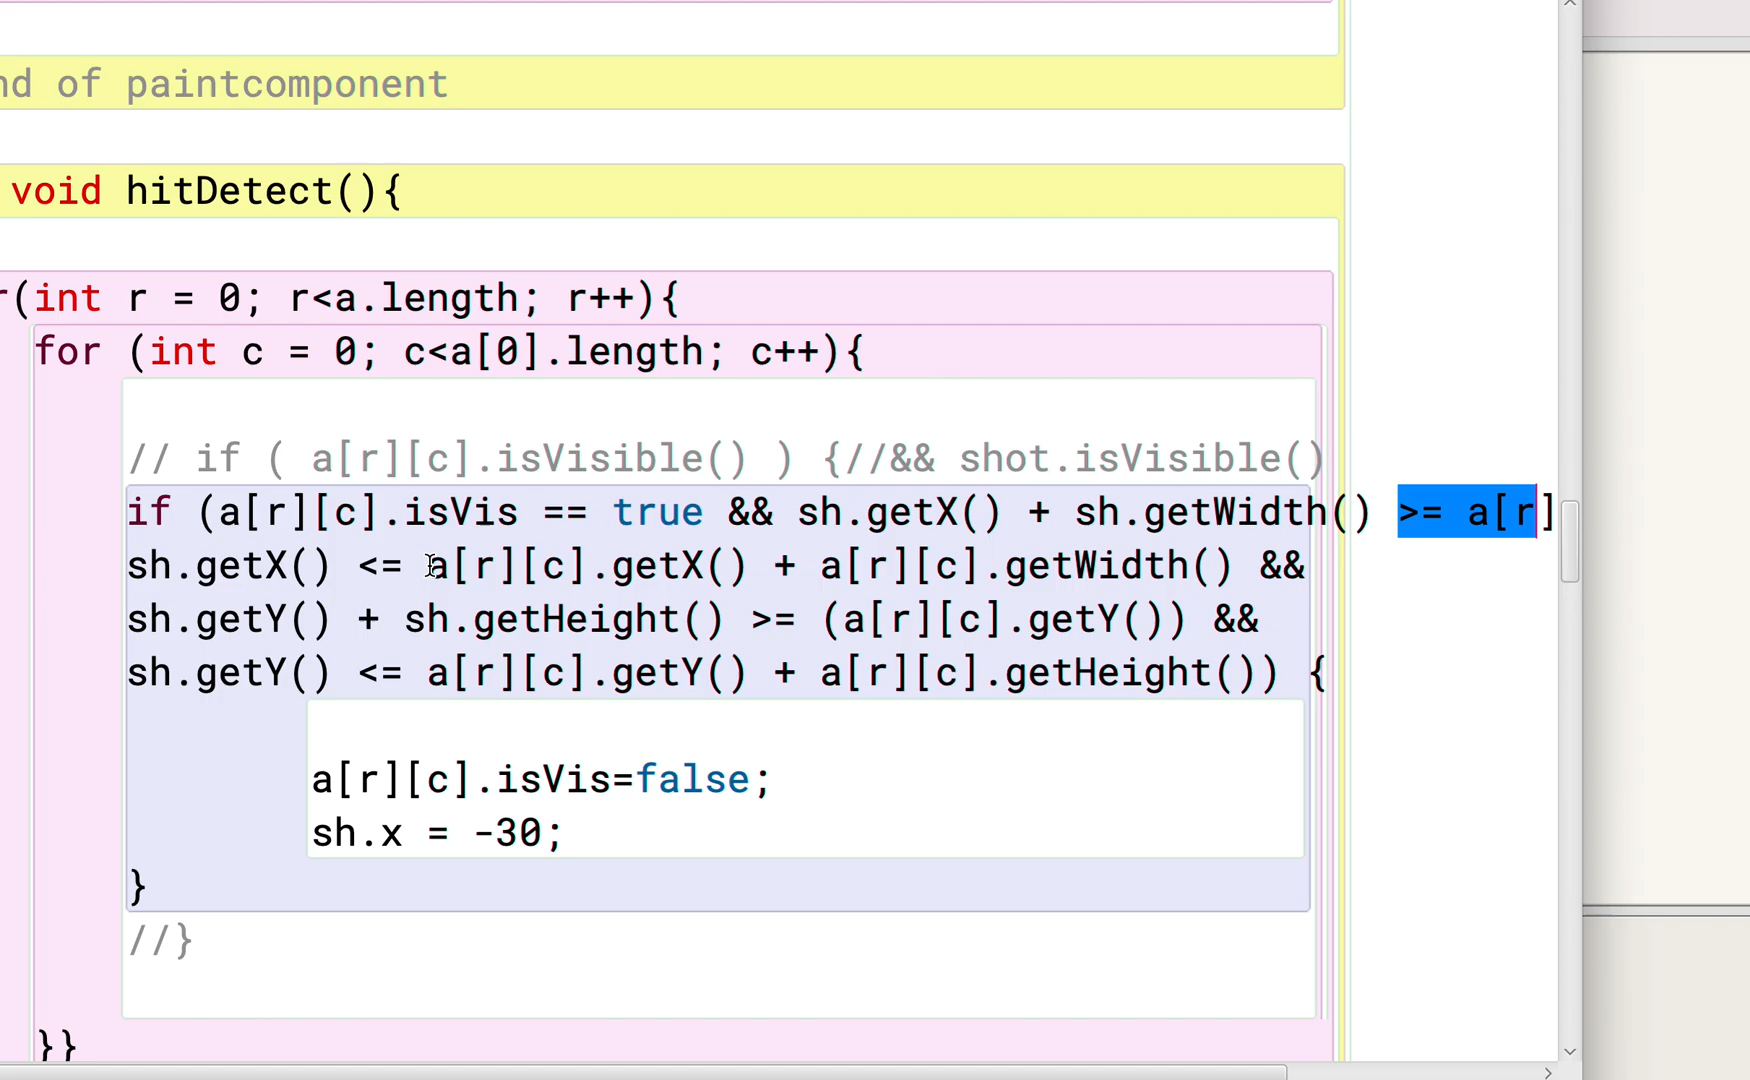 nd of paintcomponent
void hitDetect(){
r(int r = 0; r<a.length; r++){
for (int c = 0; c<a[0].length; c++){
// if ( a[r][c].isVisible() ) {//&& shot.isVisible()
if (a[r][c].isVis == true && sh.getX() + sh.getWidth() >= a[r]
sh.getX() <= a[r][c].getX() + a[r][c].getWidth() &&
sh.getY() + sh.getHeight() >= (a[r][c].getY()) &&
sh.getY() <= a[r][c].getY() + a[r][c].getHeight()) {
a[r][c].isVis=false;
sh.x = -30;
}
//}
}}